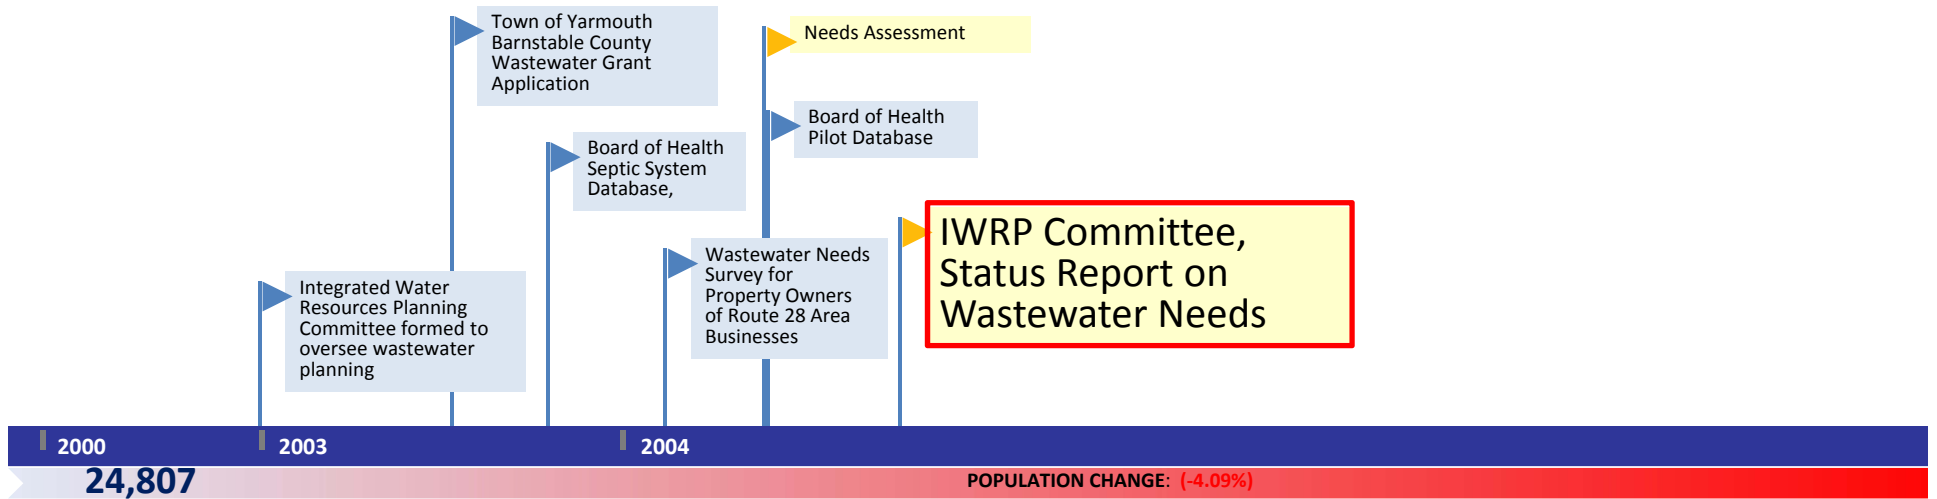 Town of Yarmouth
Barnstable County
Wastewater Grant
Application
Needs Assessment
Board of Health
Pilot Database
Board of Health
Septic System
Database,
IWRP Committee,
Status Report on
Wastewater Needs
Wastewater Needs
Survey for
Property Owners
of Route 28 Area
Businesses
Integrated Water
Resources Planning
Committee formed to
oversee wastewater
planning
2000
2003
2004
24,807
POPULATION CHANGE: (-4.09%)